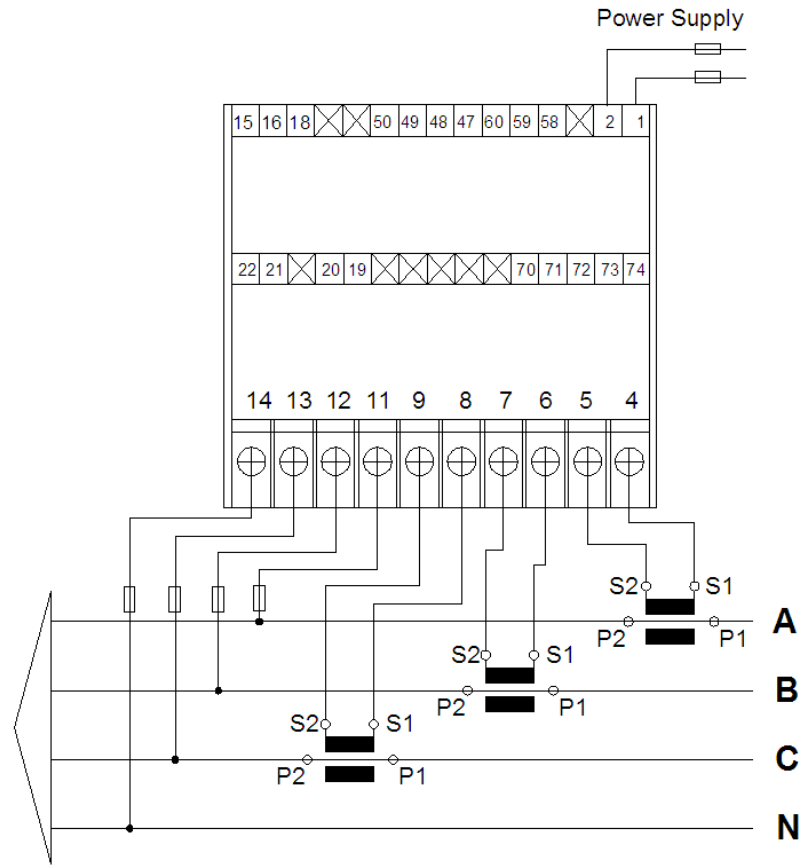 Power Supply
15 16 18 50 49 48 47 60 59 58 2 1
22 21 20 19 70 71 72 73 74
14 13 12 11 9 8 7 6 5 4
S2 S1
A
P2 P1
S2 S1
B
P2 P1
S2 S1
C
P2 P1
N